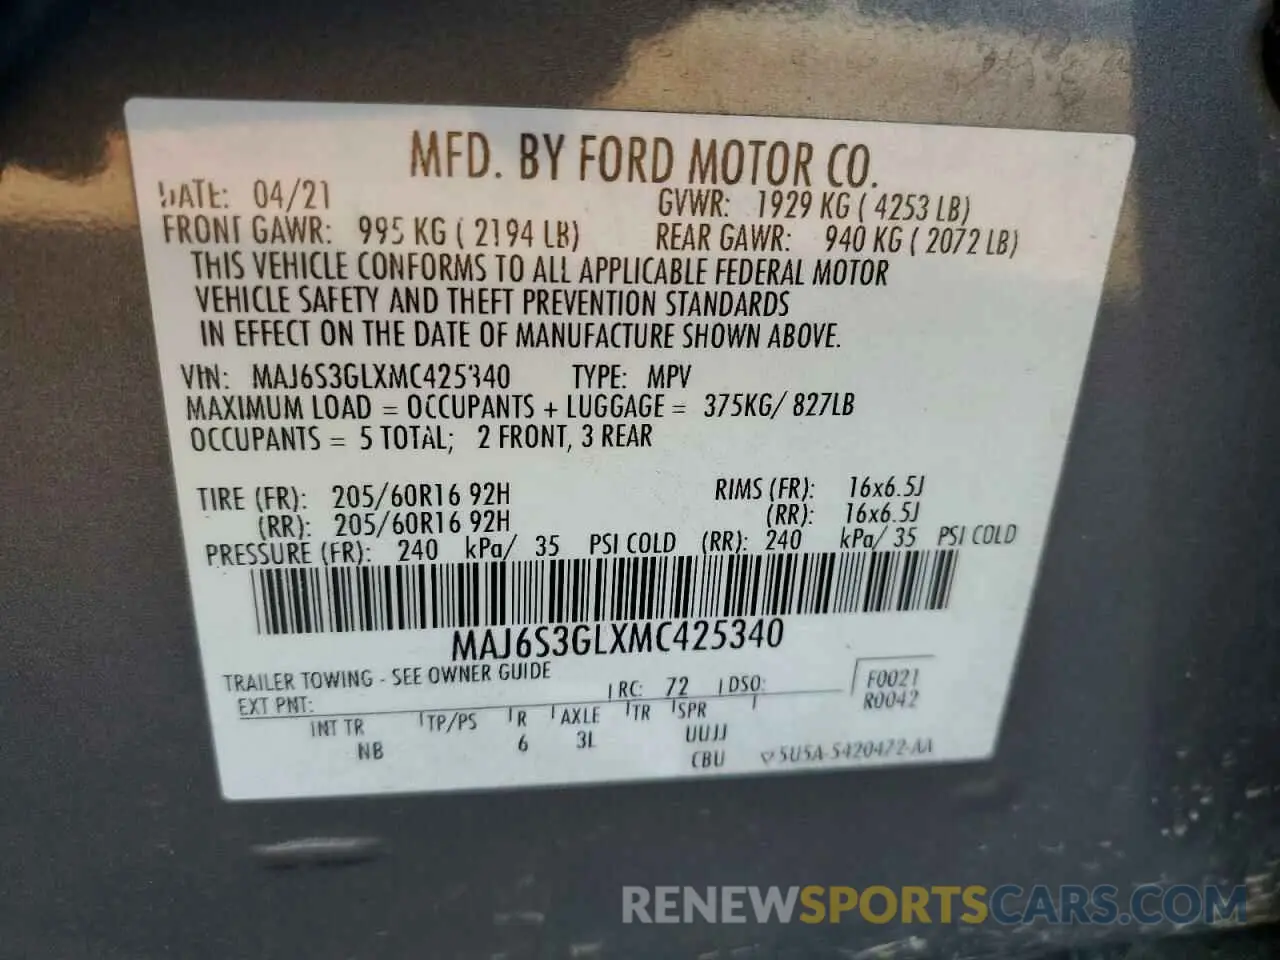 MFD. BY FORD MOTOR CO.
DATE: 04/21 GVWR: 1929 KG ( 4253 LB)
FRONT GAWR: 995 KG ( 2194 LB) REAR GAWR: 940 KG ( 2072 LB)
THIS VEHICLE CONFORMS TO ALL APPLICABLE FEDERAL MOTOR
VEHICLE SAFETY AND THEFT PREVENTION STANDARDS
IN EFFECT ON THE DATE OF MANUFACTURE SHOWN ABOVE.
VIN: MAJ6S3GLXMC425340 TYPE: MPV
MAXIMUM LOAD = OCCUPANTS + LUGGAGE = 375KG/ 827LB
OCCUPANTS = 5 TOTAL; 2 FRONT, 3 REAR
TIRE (FR): 205/60R16 92H RIMS (FR): 16x6.5J
(RR): 205/60R16 92H (RR): 16x6.5J
PRESSURE (FR): 240 kPa/ 35 PSI COLD (RR): 240 kPa/ 35 PSI COLD
MAJ6S3GLXMC425340
TRAILER TOWING - SEE OWNER GUIDE
EXT PNT: RC: 72 DSO: F0021
R0042
INT TR TP/PS R AXLE TR SPR
NB 6 3L UUJJ
CBU 5U5A-5420472-AA
RENEWSPORTSCARS.COM